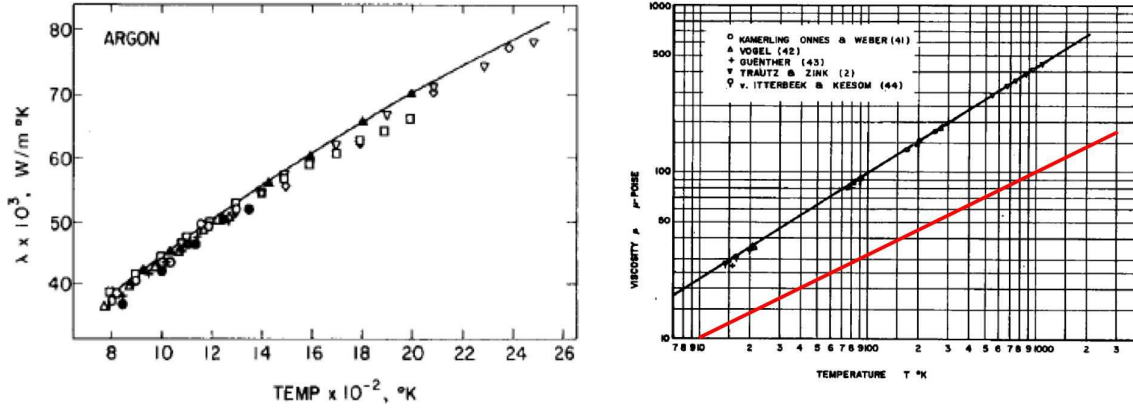 80
70
60
50
40
ARGON
λ x 10³, W/m °K
8 10 12 14 16 18 20 22 24 26
TEMP x 10⁻², °K
1000
500
100
50
10
○ KAMERLING ONNES & WEBER (41)
▲ VOGEL (42)
+ GUENTHER (43)
▼ TRAUTZ & ZINK (2)
v. ITTERBEEK & KEESOM (44)
VISCOSITY μ μ-POISE
7 8 9 10 2 3 4 5 6 7 8 9 100 2 3 4 5 6 7 8 9 1000 2 3
TEMPERATURE T °K